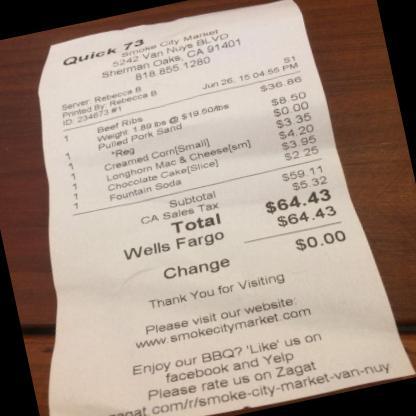 Quick 73
Smoke City Market
5242 Van Nuys BLVD
Sherman Oaks, CA 91401
818.855.1280
Server: Rebecca B
Printed By: Rebecca B
ID: 234673 #1
S1
Jun 26, 15 04:55 PM
1 Beef Ribs $36.86
Weight: 1.89 lbs @ $19.50/lbs
1 Pulled Pork Sand $8.50
*Reg $0.00
1 Creamed Corn[Small] $3.35
1 Longhorn Mac & Cheese[sm] $4.20
1 Chocolate Cake[Slice] $3.95
1 Fountain Soda $2.25
Subtotal $59.11
CA Sales Tax $5.32
Total $64.43
Wells Fargo $64.43
Change $0.00
Thank You for Visiting
Please visit our website:
www.smokecitymarket.com
Enjoy our BBQ? 'Like' us on
facebook and Yelp
Please rate us on Zagat
zagat.com/r/smoke-city-market-van-nuy